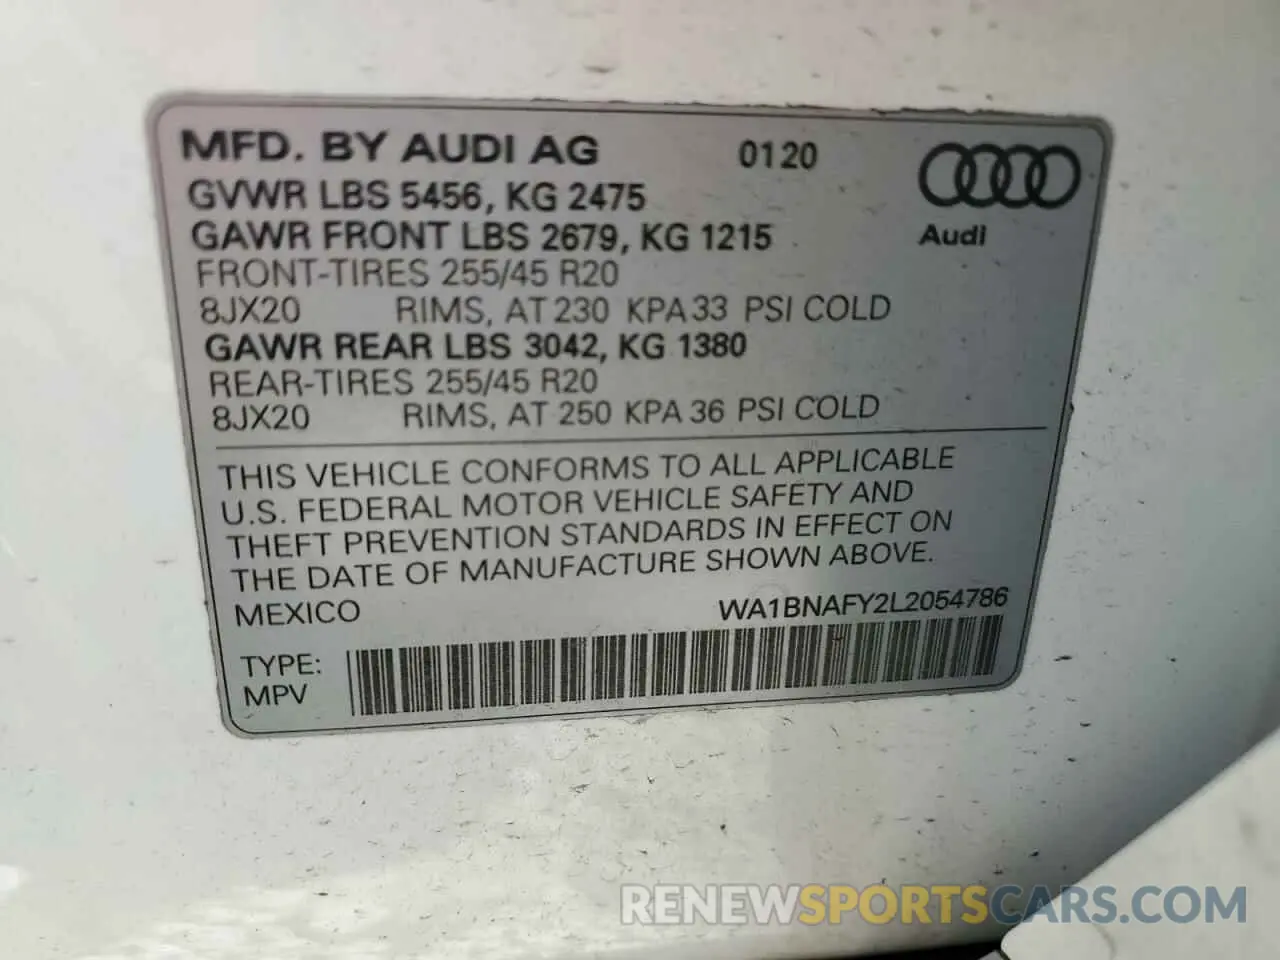 MFD. BY AUDI AG 0120
GVWR LBS 5456, KG 2475
GAWR FRONT LBS 2679, KG 1215
Audi
FRONT-TIRES 255/45 R20
8JX20 RIMS, AT 230 KPA 33 PSI COLD
GAWR REAR LBS 3042, KG 1380
REAR-TIRES 255/45 R20
8JX20 RIMS, AT 250 KPA 36 PSI COLD
THIS VEHICLE CONFORMS TO ALL APPLICABLE
U.S. FEDERAL MOTOR VEHICLE SAFETY AND
THEFT PREVENTION STANDARDS IN EFFECT ON
THE DATE OF MANUFACTURE SHOWN ABOVE.
MEXICO WA1BNAFY2L2054786
TYPE:
MPV
RENEWSPORTSCARS.COM